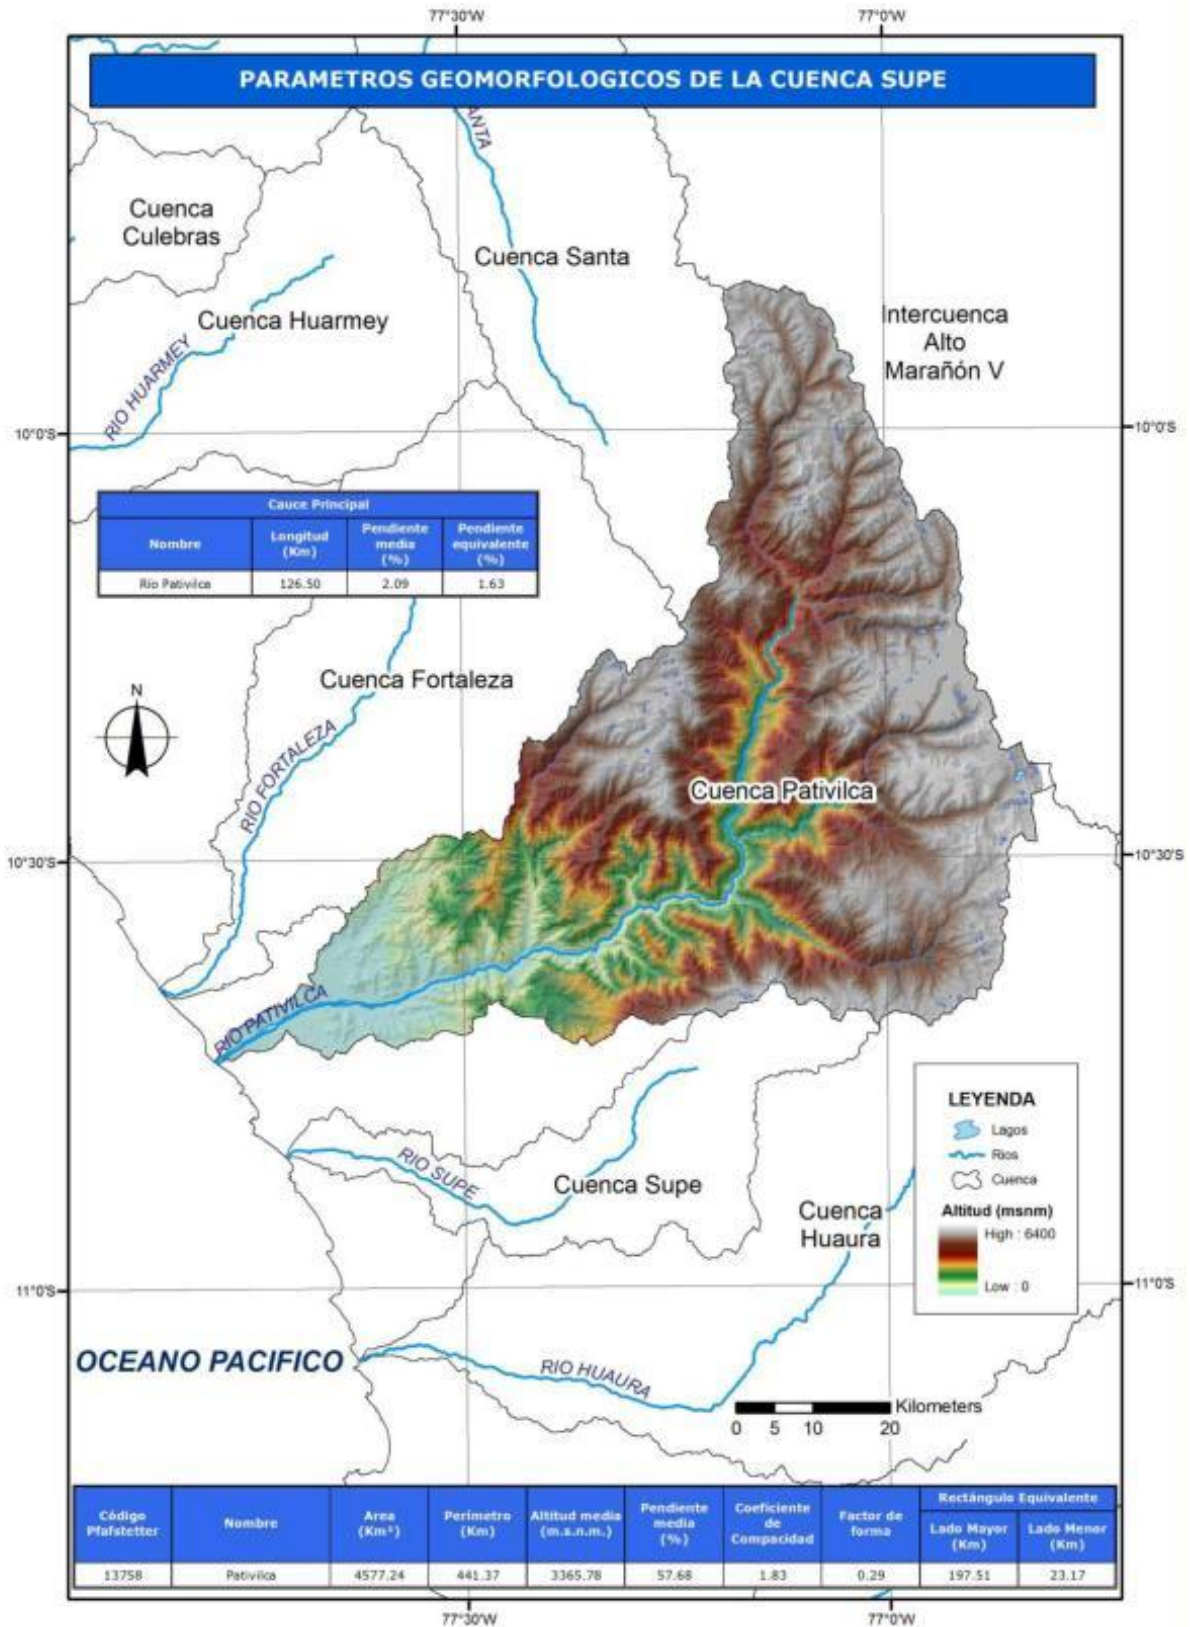 77°30'W
77°0'W
PARAMETROS GEOMORFOLOGICOS DE LA CUENCA SUPE
ANTA
Cuenca
Culebras
Cuenca Santa
Cuenca Huarmey
RIO HUARMEY
Intercuenca
Alto
Marañón V
10°0'S
10°0'S
Cauce Principal
Nombre
Longitud
(Km)
Pendiente
media
(%)
Pendiente
equivalente
(%)
Río Pativilca
126.50
2.09
1.63
Cuenca Fortaleza
N
RIO FORTALEZA
Cuenca Pativilca
10°30'S
10°30'S
RIO PATIVILCA
RIO SUPE
Cuenca Supe
Cuenca
Huaura
LEYENDA
Lagos
Rios
Cuenca
Altitud (msnm)
High : 6400
Low : 0
11°0'S
11°0'S
OCEANO PACIFICO
RIO HUAURA
Kilometers
0 5 10 20
Código
Pfafstetter
Nombre
Area
(Km²)
Perímetro
(Km)
Altitud media
(m.s.n.m.)
Pendiente
media
(%)
Coeficiente
de
Compacidad
Factor de
forma
Rectángulo Equivalente
Lado Mayor
(Km)
Lado Menor
(Km)
13758
Pativilca
4577.24
441.37
3365.78
57.68
1.83
0.29
197.51
23.17
77°30'W
77°0'W